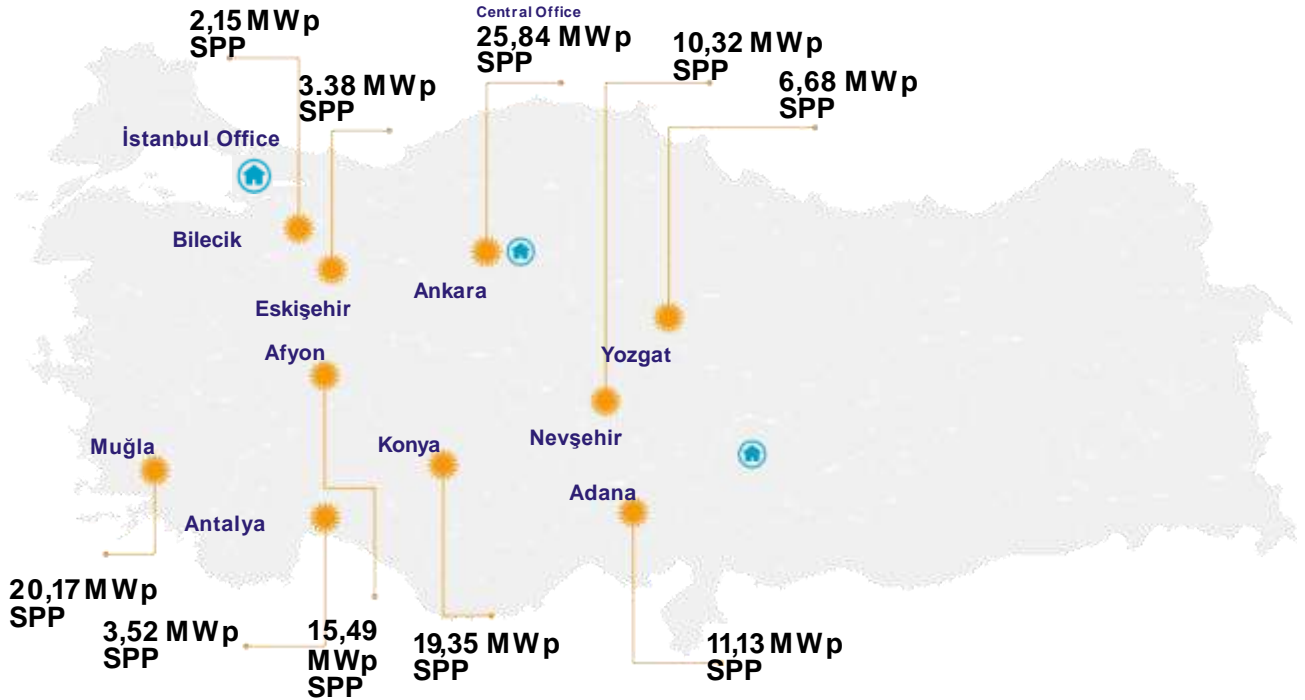 Central Office
2,15 MWp
SPP
25,84 MWp
SPP
10,32 MWp
SPP
3.38 MWp
SPP
6,68 MWp
SPP
İstanbul Office
Bilecik
Ankara
Eskişehir
Afyon
Yozgat
Muğla
Konya
Nevşehir
Adana
Antalya
20,17 MWp
SPP
3,52 MWp
SPP
15,49
MWp
SPP
19,35 MWp
SPP
11,13 MWp
SPP